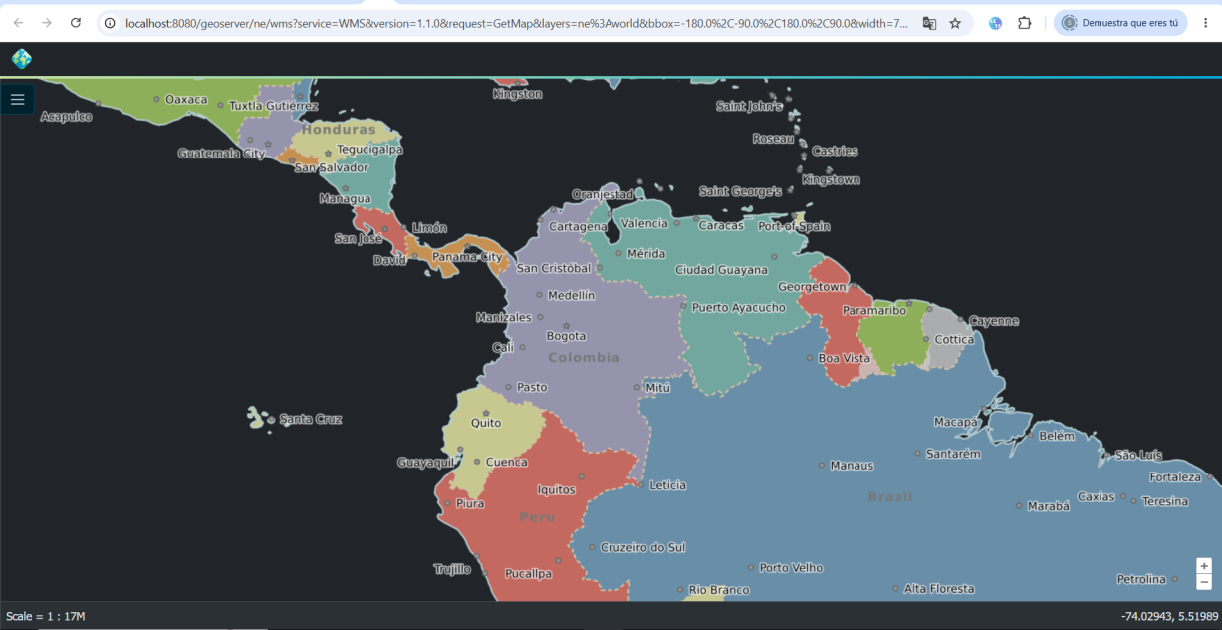 localhost:8080/geoserver/ne/wms?service=WMS&version=1.1.0&request=GetMap&layers=ne%3Aworld&bbox=-180.0%2C-90.0%2C180.0%2C90.0&width=7...
Demuestra que eres tú
Kingston
Oaxaca
Tuxtla Gutiérrez
Saint John's
Acapulco
Honduras
Roseau
Guatemala City
Tegucigalpa
Castries
San Salvador
Kingstown
Managua
Oranjestad
Saint George's
Limón
Cartagena
Valencia
Caracas
Port-of-Spain
San José
David
Panama City
Mérida
San Cristóbal
Ciudad Guayana
Georgetown
Medellín
Puerto Ayacucho
Paramaribo
Manizales
Cayenne
Bogota
Cottica
Cali
Colombia
Boa Vista
Pasto
Mitú
Santa Cruz
Quito
Macapá
Belém
Guayaquil
Cuenca
Manaus
Santarém
São Luís
Iquitos
Leticia
Fortaleza
Piura
Brazil
Caxias
Teresina
Peru
Marabá
Cruzeiro do Sul
Trujillo
Pucallpa
Porto Velho
Petrolina
Rio Branco
Alta Floresta
+
−
Scale = 1 : 17M
-74.02943, 5.51989